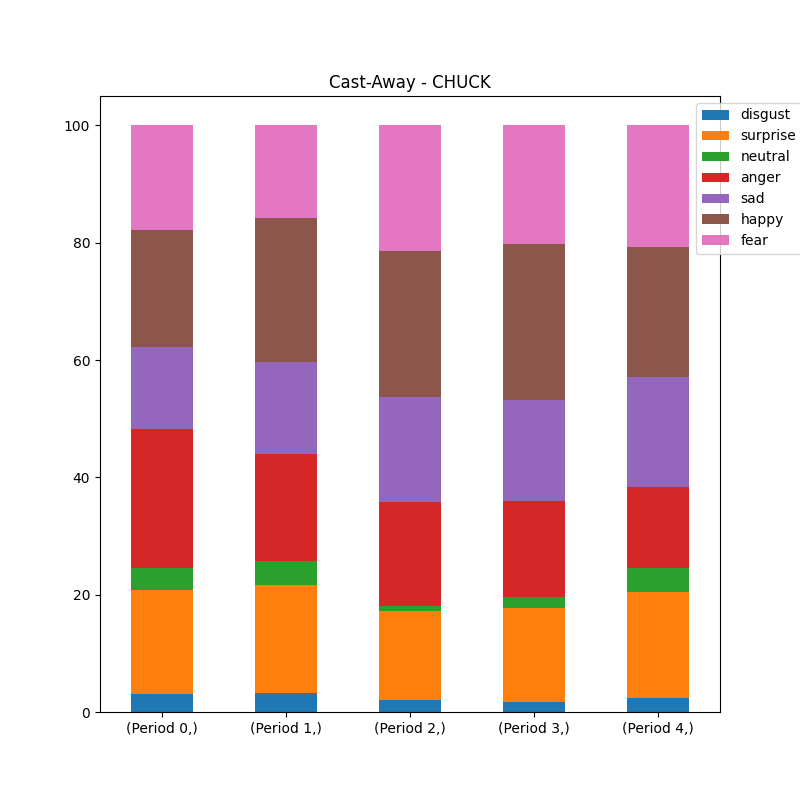 Cast-Away - CHUCK
100
80
60
40
20
0
(Period 0,) (Period 1,) (Period 2,) (Period 3,) (Period 4,)
disgust
surprise
neutral
anger
sad
happy
fear